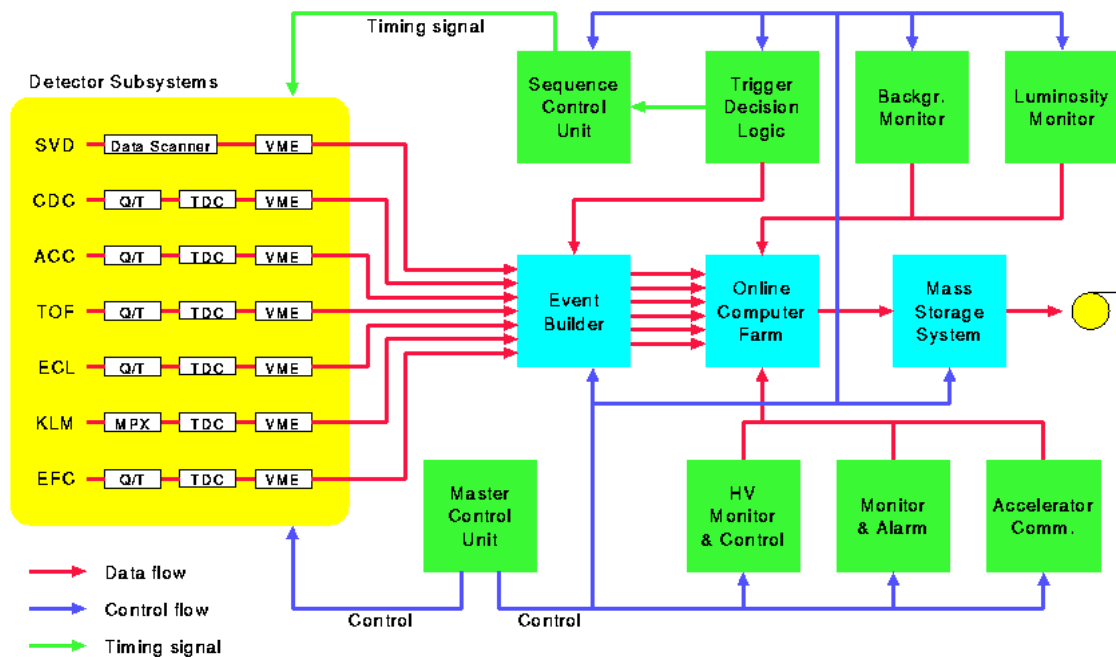 Timing signal
Detector Subsystems
Sequence
Control
Unit
Trigger
Decision
Logic
Backgr.
Monitor
Luminosity
Monitor
SVD
Data Scanner
VME
CDC
Q/T
TDC
VME
ACC
Q/T
TDC
VME
TOF
Q/T
TDC
VME
ECL
Q/T
TDC
VME
KLM
MPX
TDC
VME
EFC
Q/T
TDC
VME
Event
Builder
Online
Computer
Farm
Mass
Storage
System
Master
Control
Unit
HV
Monitor
& Control
Monitor
& Alarm
Accelerator
Comm.
Data flow
Control flow
Timing signal
Control
Control